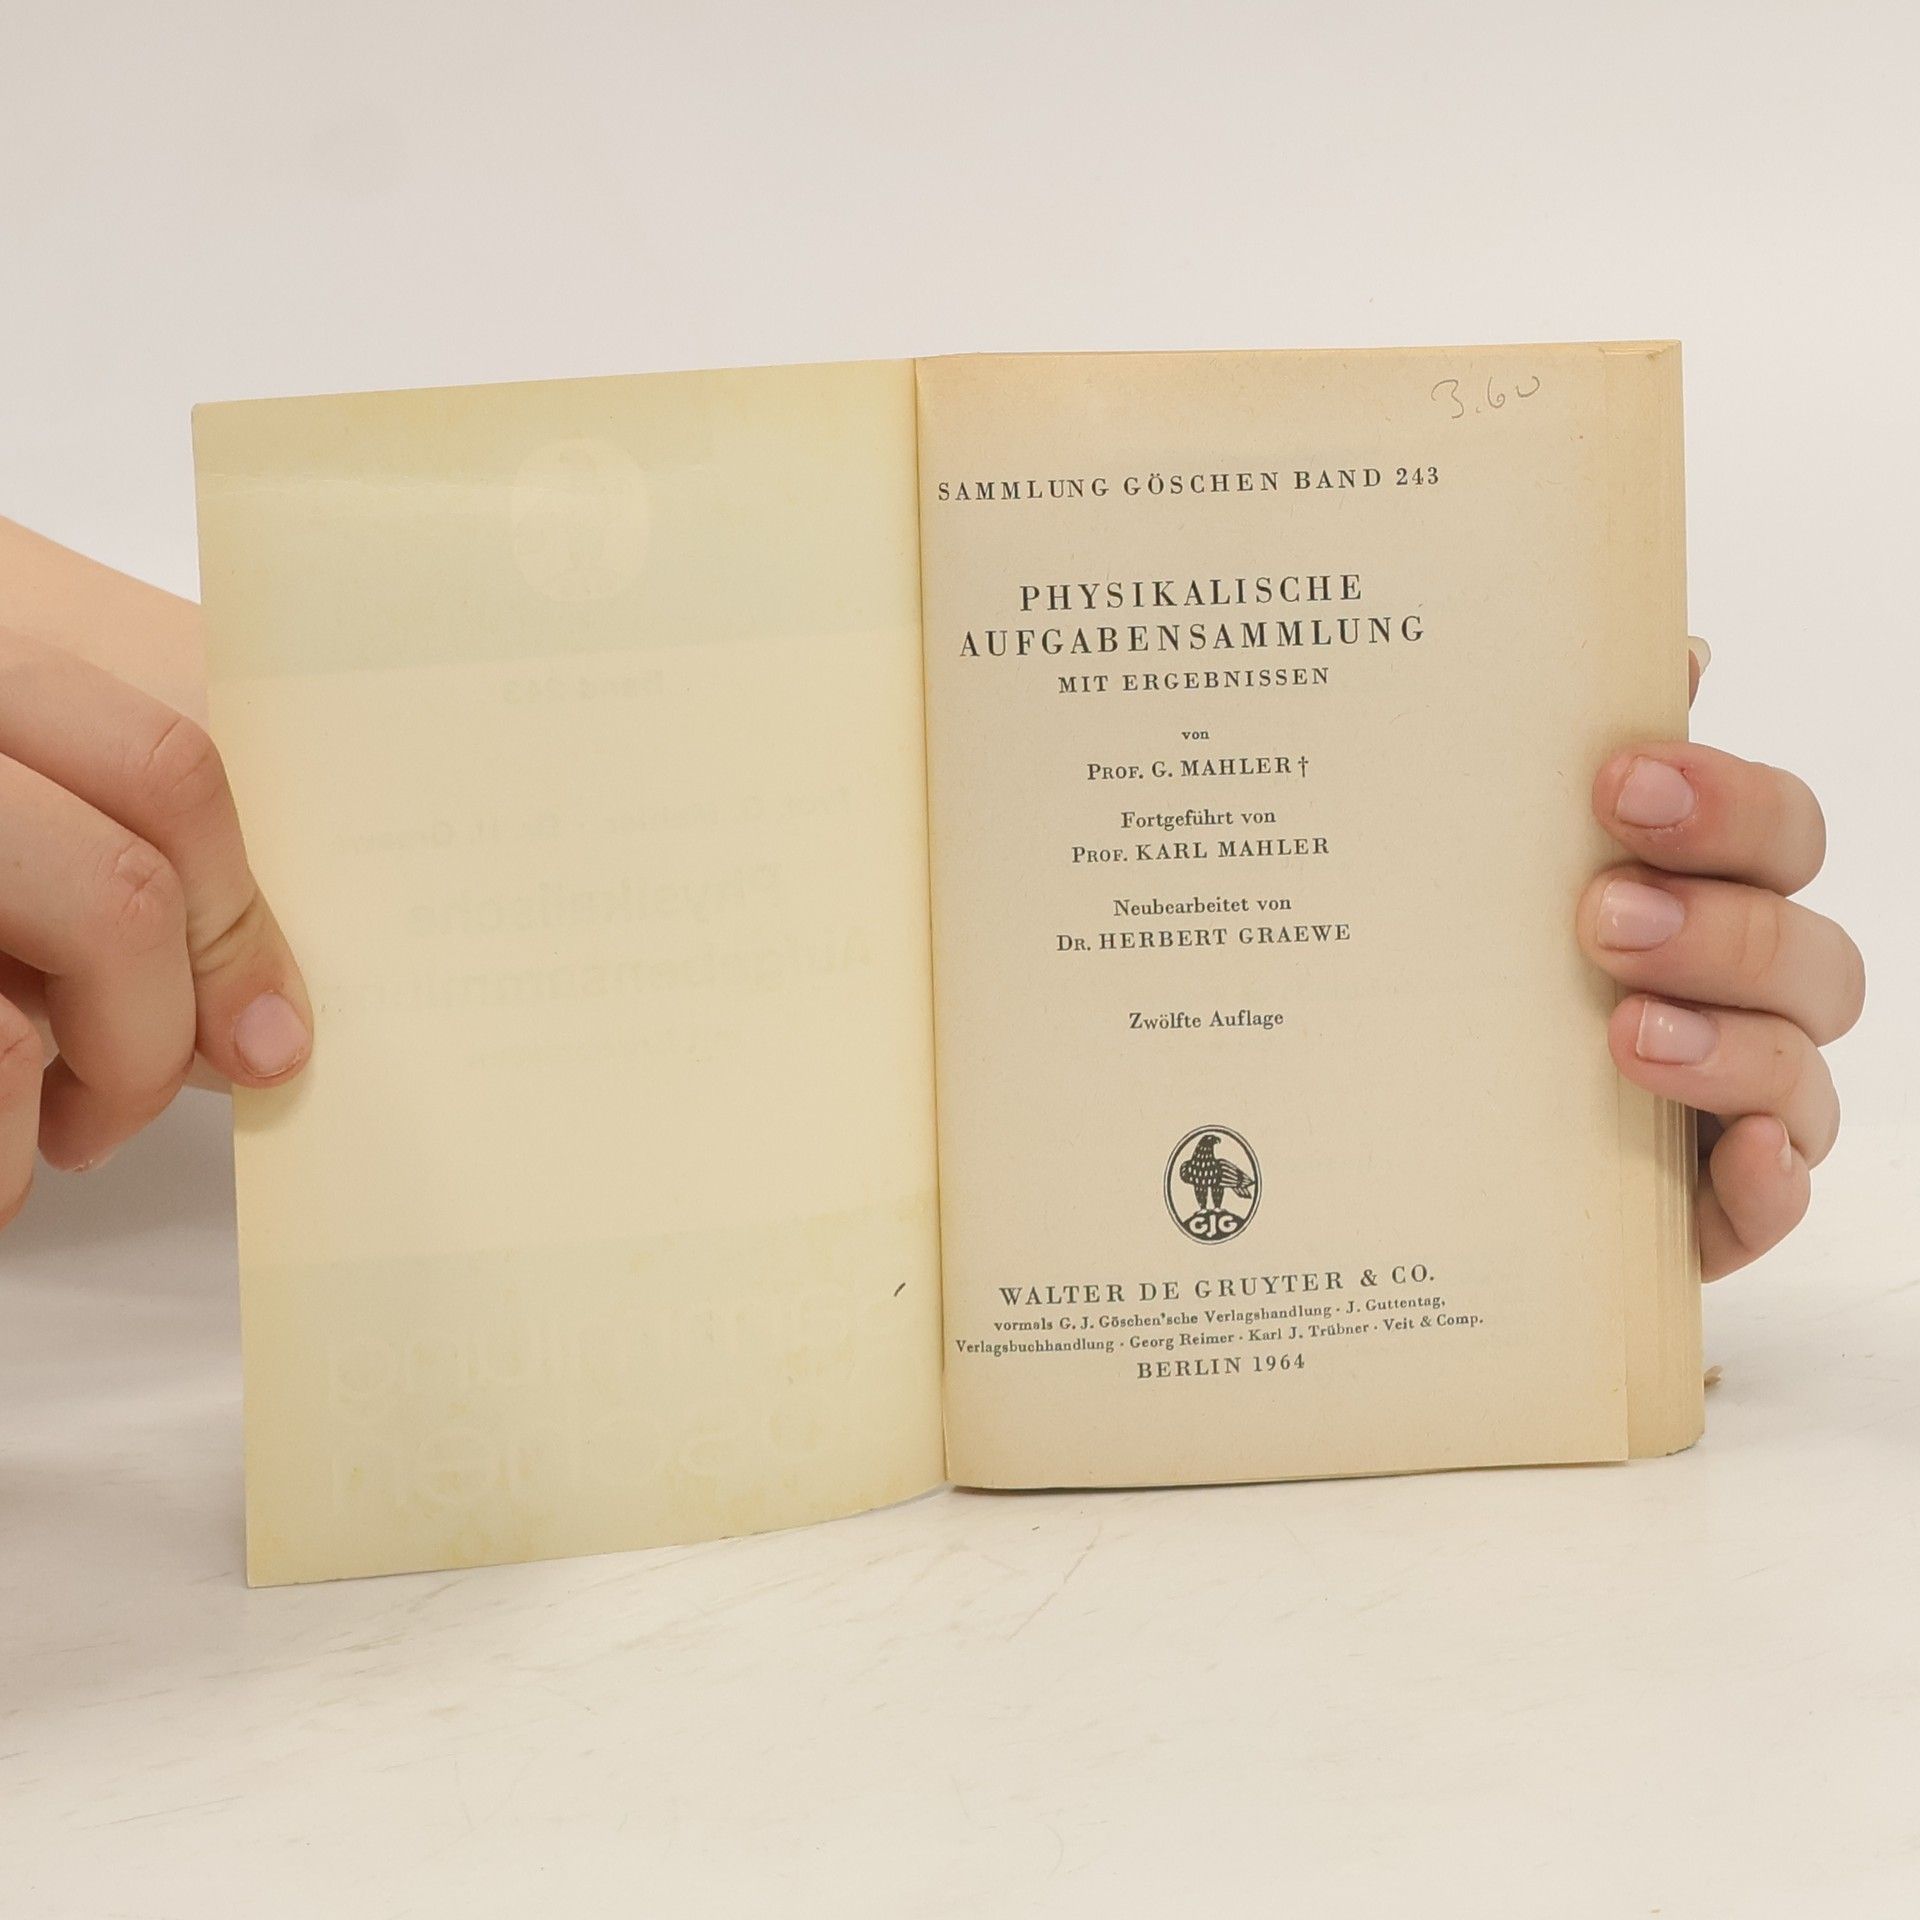 3.60
SAMMLUNG GÖSCHEN BAND 243
PHYSIKALISCHE
AUFGABENSAMMLUNG
MIT ERGEBNISSEN
von
PROF. G. MAHLER †
Fortgeführt von
PROF. KARL MAHLER
Neubearbeitet von
DR. HERBERT GRAEWE
Zwölfte Auflage
GJG
WALTER DE GRUYTER & CO.
vormals G. J. Göschen'sche Verlagshandlung · J. Guttentag,
Verlagsbuchhandlung · Georg Reimer · Karl J. Trübner · Veit & Comp.
BERLIN 1964